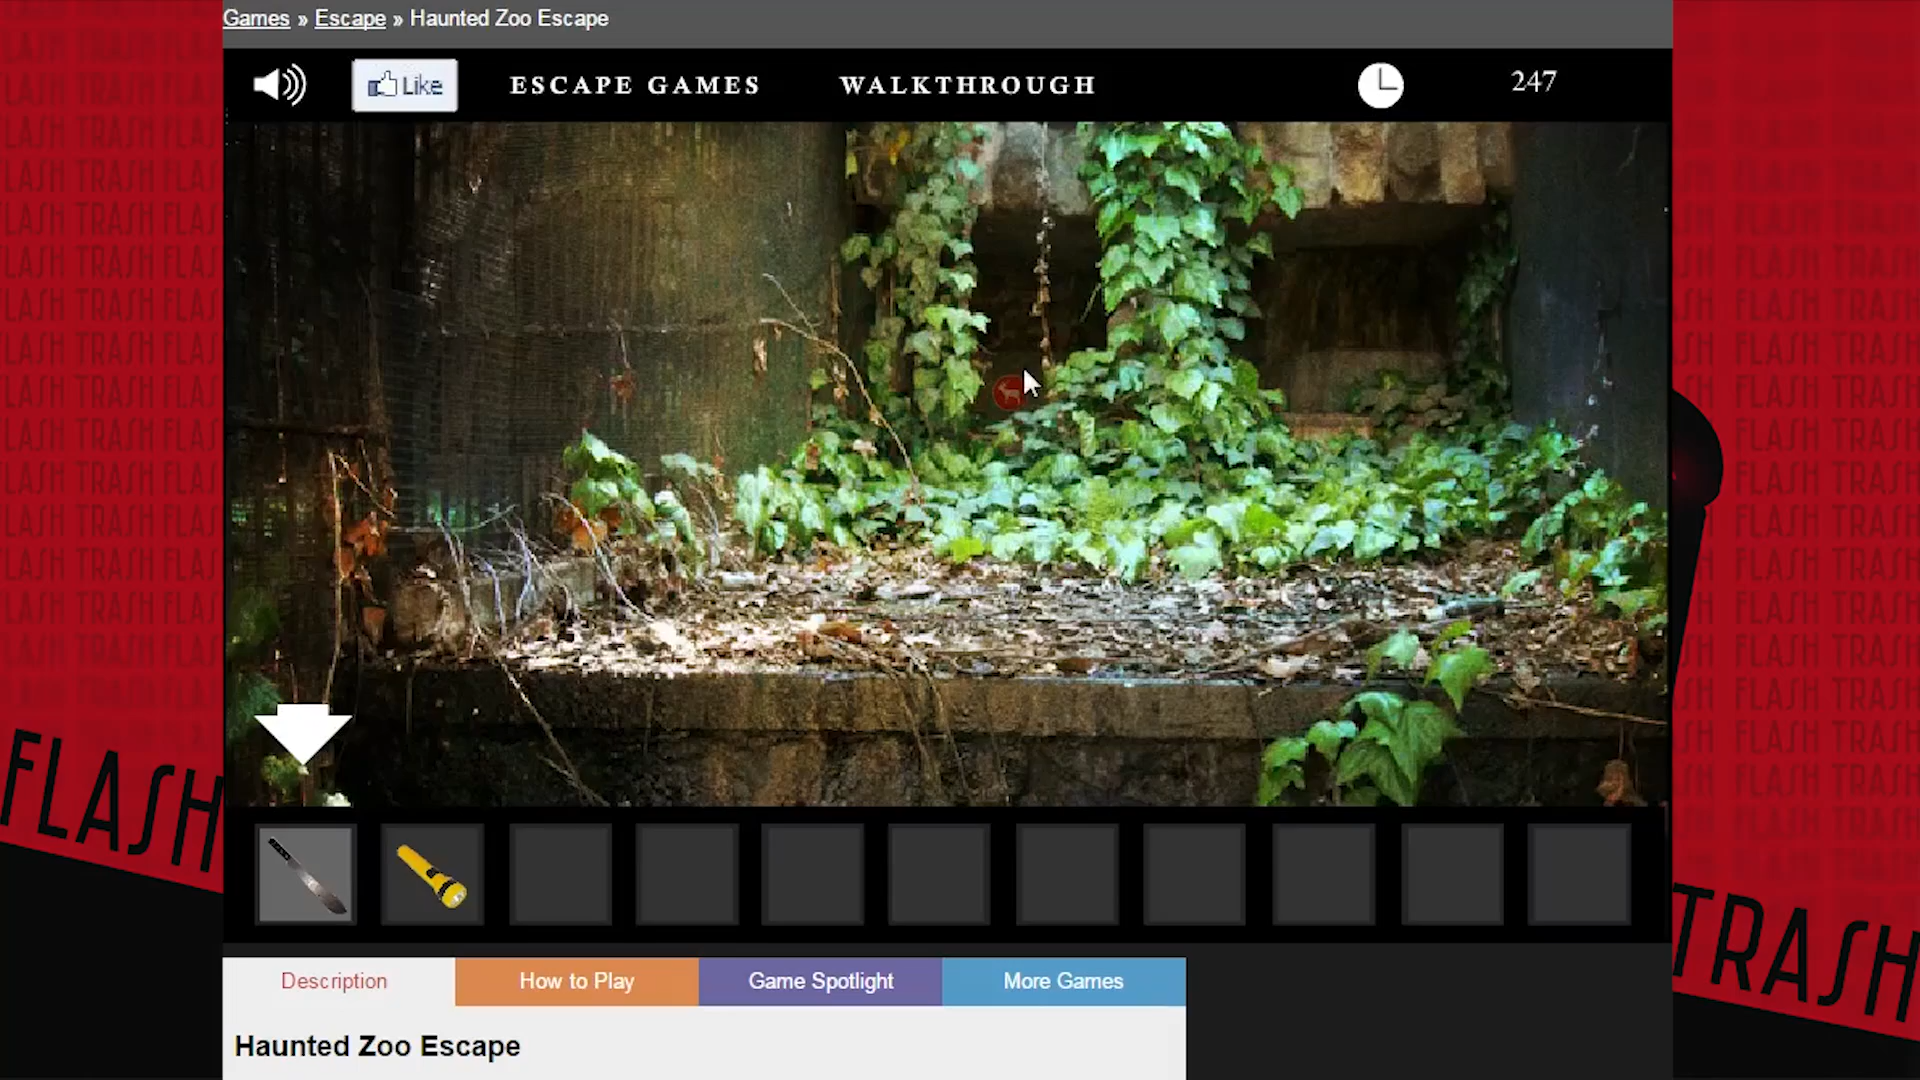 Games » Escape » Haunted Zoo Escape
Like
ESCAPE GAMES
WALKTHROUGH
247
FLASH
TRASH
Description
How to Play
Game Spotlight
More Games
Haunted Zoo Escape